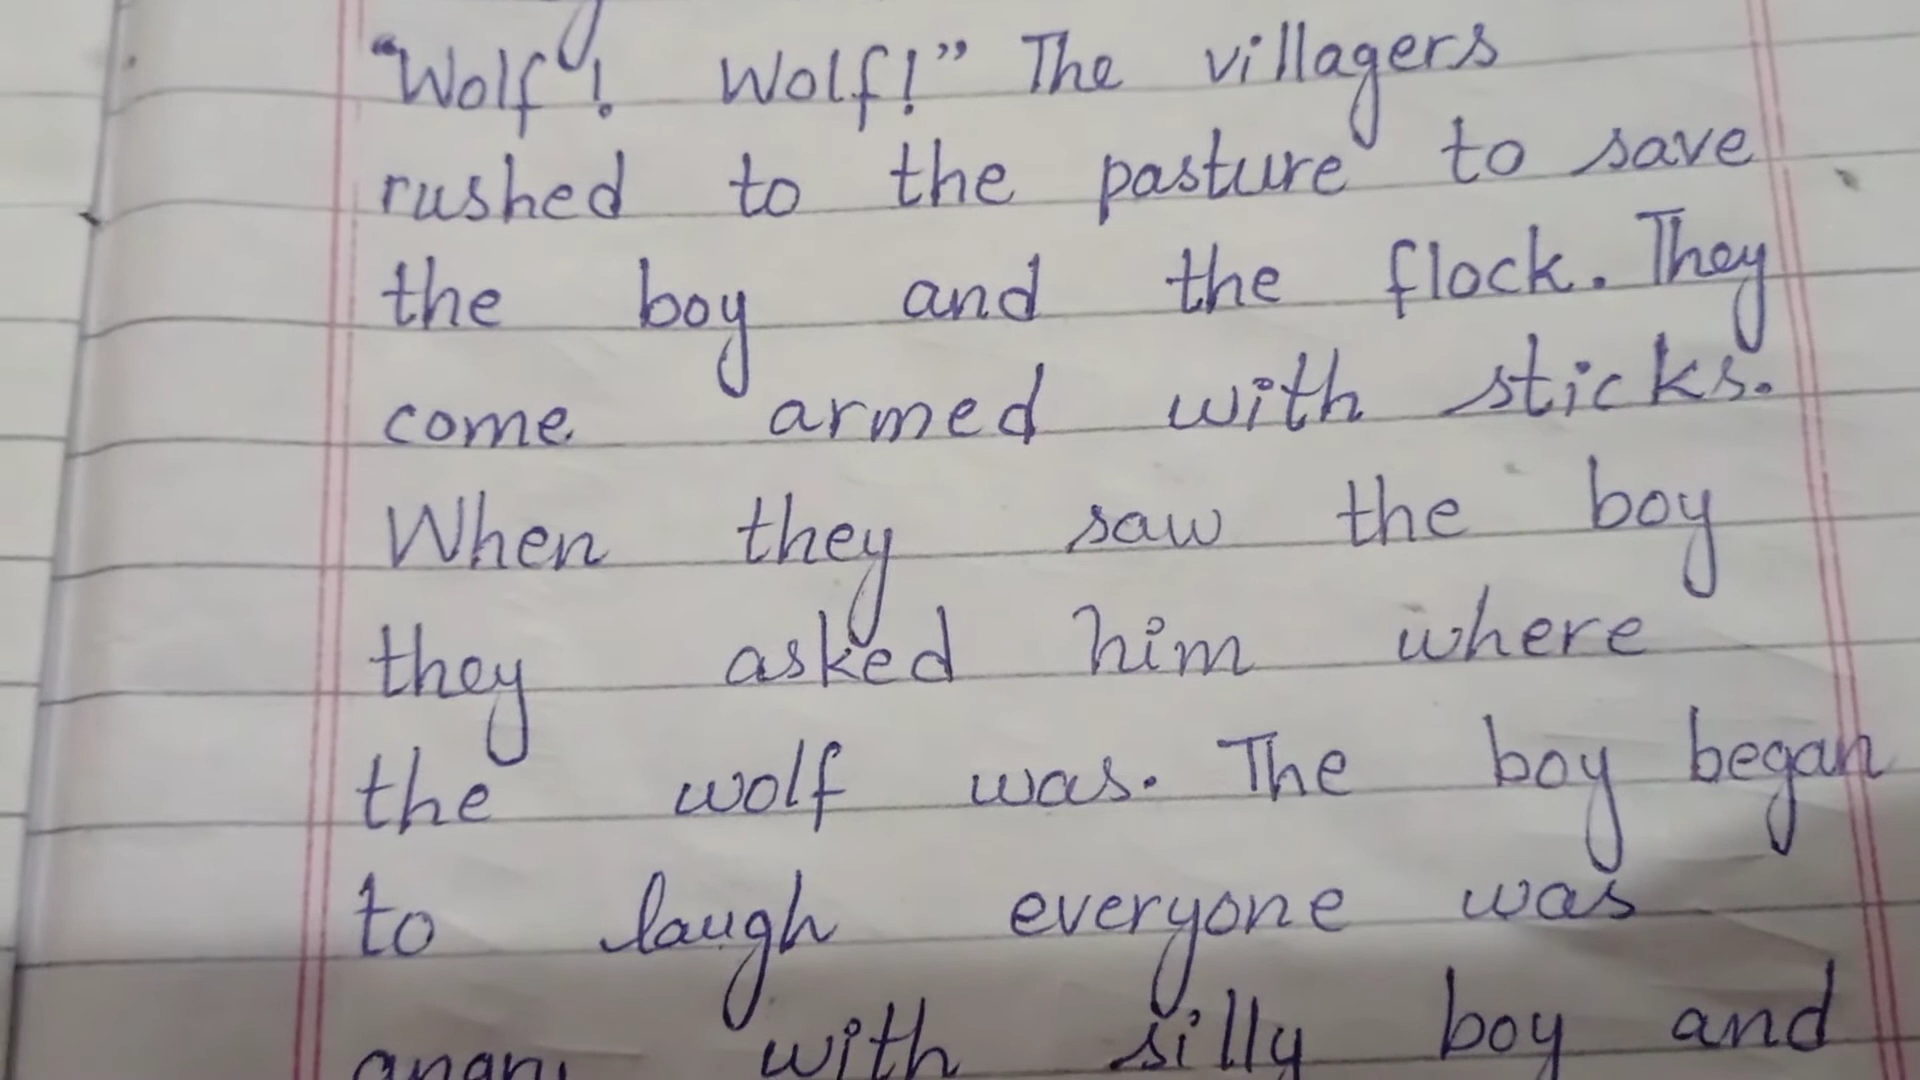 "Wolf! Wolf!" The villagers
rushed to the pasture to save
the boy and the flock. They
come armed with sticks.
When they saw the boy
they asked him where
the wolf was. The boy began
to laugh everyone was
with silly boy and